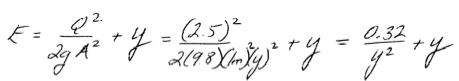 E = Q²/2gA² + y = (2.5)²/2(9.8)(1m)²(y)² + y = 0.32/y² + y